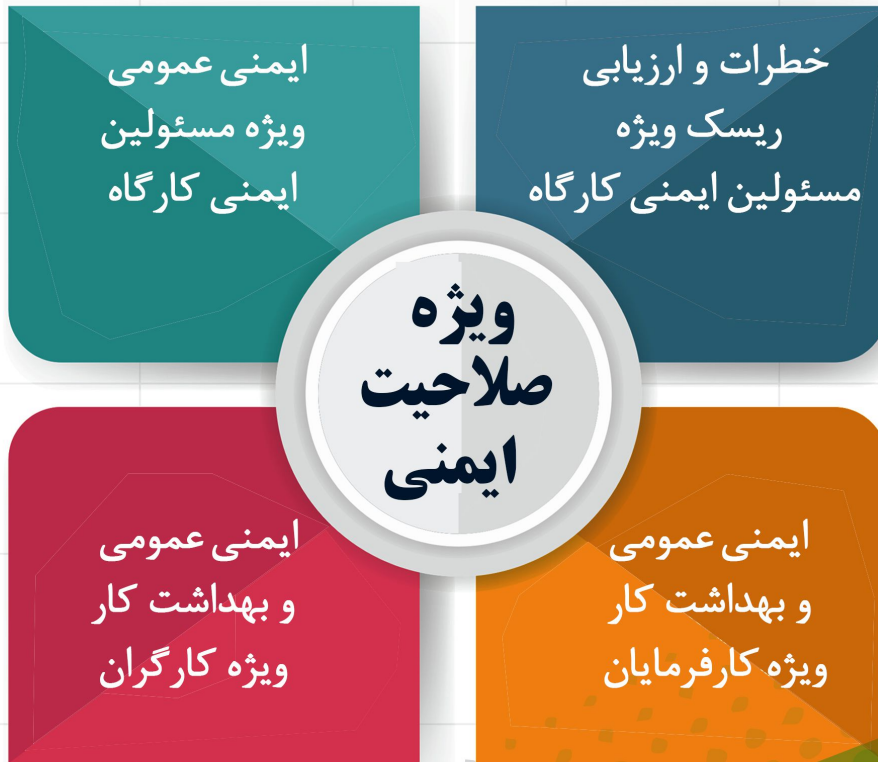 خطرات و ارزیابی
ریسک ویژه
مسئولین ایمنی کارگاه
ایمنی عمومی
ویژه مسئولین
ایمنی کارگاه
ویژه
صلاحیت
ایمنی
ایمنی عمومی
و بهداشت کار
ویژه کارفرمایان
ایمنی عمومی
و بهداشت کار
ویژه کارگران